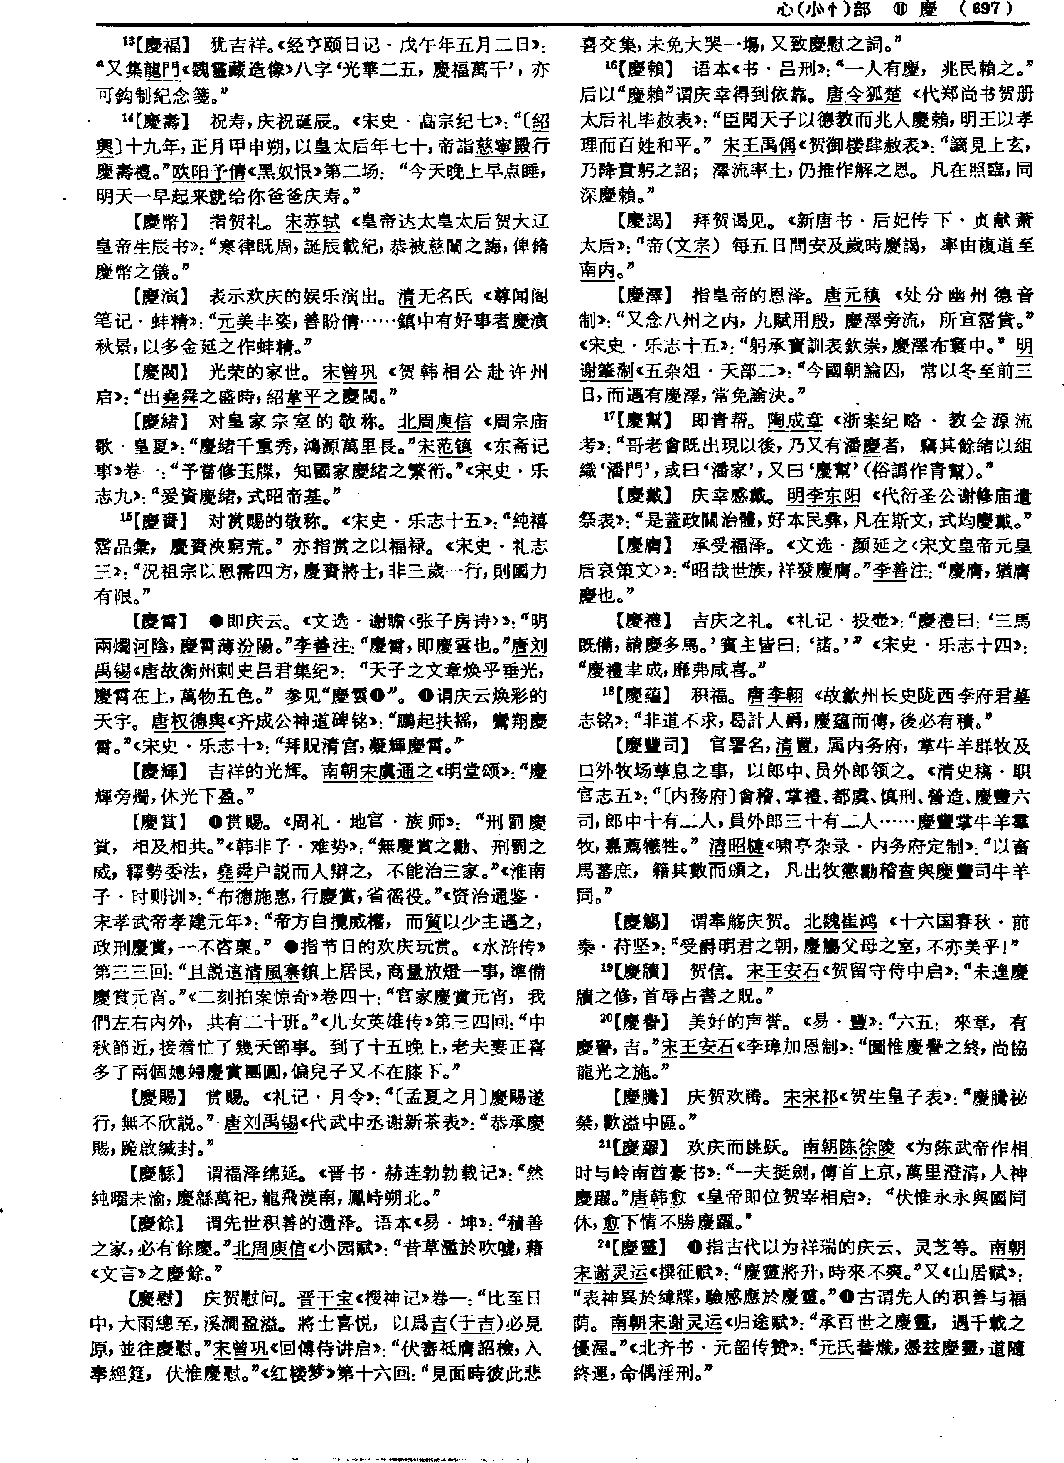 心(小忄)部 ⑪ 慶 (697)
¹³【慶福】 犹吉祥。《经亨颐日记·戊午年五月二日》：
“又集龍門《魏靈藏造像》八字‘光華二五，慶福萬千’，亦
可鈎制紀念箋。”
¹⁴【慶壽】 祝寿，庆祝诞辰。《宋史·高宗纪七》：“〔紹
興〕十九年，正月甲申朔，以皇太后年七十，帝詣慈寧殿行
慶壽禮。”欧阳予倩《黑奴恨》第二场：“今天晚上早点睡，
明天一早起来就给你爸爸庆寿。”
【慶幣】 指贺礼。宋苏轼《皇帝达太皇太后贺大辽
皇帝生辰书》：“寒律既周，誕辰載紀，恭被慈闈之誨，俾脩
慶幣之儀。”
【慶演】 表示欢庆的娱乐演出。清无名氏《尊闻阁
笔记·蚌精》：“元美丰姿，善盼倩……鎮中有好事者慶演
秋景，以多金延之作蚌精。”
【慶閥】 光荣的家世。宋曾巩《贺韩相公赴许州
启》：“出堯舜之盛時，紹韋平之慶閥。”
【慶緒】 对皇家宗室的敬称。北周庾信《周宗庙
歌·皇夏》：“慶緒千重秀，鴻源萬里長。”宋范镇《东斋记
事》卷一：“予嘗修玉牒，知國家慶緒之繁衍。”《宋史·乐
志九》：“爰資慶緒，式昭帝基。”
¹⁵【慶賚】 对赏赐的敬称。《宋史·乐志十五》：“純禧
霑品彙，慶賚浹窮荒。”亦指赏之以福禄。《宋史·礼志
三》：“況祖宗以恩霈四方，慶賚將士，非三歲一行，則國力
有限。”
【慶霄】 ❶即庆云。《文选·谢瞻〈张子房诗〉》：“明
兩燭河陰，慶霄薄汾陽。”李善注：“慶霄，即慶雲也。”唐刘
禹锡《唐故衡州刺史吕君集纪》：“天子之文章焕乎垂光，
慶霄在上，萬物五色。”参见“慶雲❶”。❷谓庆云焕彩的
天宇。唐权德舆《齐成公神道碑铭》：“鵬起扶摇，鸞翔慶
霄。”《宋史·乐志十》：“拜貺清宫，凝輝慶霄。”
【慶輝】 吉祥的光辉。南朝宋虞通之《明堂颂》：“慶
輝旁燭，休光下盈。”
【慶賞】 ❶赏赐。《周礼·地官·族师》：“刑罰慶
賞，相及相共。”《韩非子·难势》：“無慶賞之勸、刑罰之
威，釋勢委法，堯舜户説而人辯之，不能治三家。”《淮南
子·时则训》：“布德施惠，行慶賞，省徭役。”《资治通鉴·
宋孝武帝孝建元年》：“帝方自攬威權，而質以少主遇之，
政刑慶賞，一不咨稟。”❷指节日的欢庆玩赏。《水浒传》
第三三回：“且説這清風寨鎮上居民，商量放燈一事，準備
慶賞元宵。”《二刻拍案惊奇》卷四十：“官家慶賞元宵，我
們左右内外，共有二十班。”《儿女英雄传》第三四回：“中
秋節近，接着忙了幾天節事。到了十五晚上，老夫妻正喜
多了兩個媳婦慶賞團圓，偏兒子又不在膝下。”
【慶賜】 赏赐。《礼记·月令》：“〔孟夏之月〕慶賜遂
行，無不欣説。”唐刘禹锡《代武中丞谢新茶表》：“恭承慶
賜，跪啟緘封。”
【慶緜】 谓福泽绵延。《晋书·赫连勃勃载记》：“然
純曜未渝，慶緜萬祀，龍飛漠南，鳳峙朔北。”
【慶餘】 谓先世积善的遗泽。语本《易·坤》：“積善
之家，必有餘慶。”北周庾信《小园赋》：“昔草濫於吹嘘，藉
《文言》之慶餘。”
【慶慰】 庆贺慰问。晋干宝《搜神记》卷一：“比至日
中，大雨總至，溪澗盈溢。將士喜悦，以爲吉(于吉)必見
原，並往慶慰。”宋曾巩《回傅侍讲启》：“伏審祗膺詔檢，入
奉經筵，伏惟慶慰。”《红楼梦》第十六回：“見面時彼此悲
喜交集，未免大哭一場，又致慶慰之詞。”
¹⁶【慶賴】 语本《书·吕刑》：“一人有慶，兆民賴之。”
后以“慶賴”谓庆幸得到依靠。唐令狐楚《代郑尚书贺册
太后礼毕赦表》：“臣聞天子以德教而兆人慶賴，明王以孝
理而百姓和平。”宋王禹偁《贺御楼肆赦表》：“謫見上玄，
乃降責躬之詔；澤流率土，仍推作解之恩。凡在照臨，同
深慶賴。”
【慶謁】 拜贺谒见。《新唐书·后妃传下·贞献萧
太后》：“帝(文宗)每五日問安及歲時慶謁，率由複道至
南内。”
【慶澤】 指皇帝的恩泽。唐元稹《处分幽州德音
制》：“又念八州之内，九賦用殷，慶澤旁流，所宜霑賚。”
《宋史·乐志十五》：“躬承寶訓表欽崇，慶澤布寰中。”明
谢肇淛《五杂俎·天部二》：“今國朝論囚，常以冬至前三
日，而遇有慶澤，常免論決。”
¹⁷【慶幫】 即青帮。陶成章《浙案纪略·教会源流
考》：“哥老會既出現以後，乃又有潘慶者，竊其餘緒以組
織‘潘門’，或曰‘潘家’，又曰‘慶幫’(俗譌作青幫)。”
【慶戴】 庆幸感戴。明李东阳《代衍圣公谢修庙遣
祭表》：“是蓋政關治體，好本民彝，凡在斯文，式均慶戴。”
【慶膺】 承受福泽。《文选·颜延之〈宋文皇帝元皇
后哀策文〉》：“昭哉世族，祥發慶膺。”李善注：“慶膺，猶膺
慶也。”
【慶禮】 吉庆之礼。《礼记·投壶》：“慶禮曰：‘三馬
既備，請慶多馬。’賓主皆曰：‘諾。’”《宋史·乐志十四》：
“慶禮聿成，靡弗咸喜。”
¹⁸【慶藴】 积福。唐李翱《故歙州长史陇西李府君墓
志铭》：“非道不求，曷計人爵，慶藴而傳，後必有積。”
【慶豐司】 官署名，清置，属内务府，掌牛羊群牧及
口外牧场孳息之事，以郎中、员外郎领之。《清史稿·职
官志五》：“〔内務府〕會稽、掌禮、都虞、慎刑、營造、慶豐六
司，郎中十有二人，員外郎三十有二人……慶豐掌牛羊羣
牧，嘉薦犧牲。”清昭梿《啸亭杂录·内务府定制》：“以畜
馬蕃庶，籍其數而頒之，凡出牧懲勸稽查與慶豐司牛羊
同。”
【慶觴】 谓奉觞庆贺。北魏崔鸿《十六国春秋·前
秦·苻坚》：“受爵明君之朝，慶觴父母之室，不亦美乎！”
¹⁹【慶牘】 贺信。宋王安石《贺留守侍中启》：“未遑慶
牘之修，首辱占書之貺。”
²⁰【慶譽】 美好的声誉。《易·豐》：“六五：來章，有
慶譽，吉。”宋王安石《李璋加恩制》：“圖惟慶譽之終，尚協
龍光之施。”
【慶騰】 庆贺欢腾。宋宋祁《贺生皇子表》：“慶騰祕
禁，歡溢中區。”
²¹【慶躍】 欢庆而跳跃。南朝陈徐陵《为陈武帝作相
时与岭南酋豪书》：“一夫挺劍，傳首上京，萬里澄清，人神
慶躍。”唐韩愈《皇帝即位贺宰相启》：“伏惟永永與國同
休，愈下情不勝慶躍。”
²⁴【慶靈】 ❶指古代以为祥瑞的庆云、灵芝等。南朝
宋谢灵运《撰征赋》：“慶靈將升，時來不爽。”又《山居赋》：
“表神異於緯牒，驗感應於慶靈。”❷古谓先人的积善与福
荫。南朝宋谢灵运《归途赋》：“承百世之慶靈，遇千載之
優渥。”《北齐书·元韶传赞》：“元氏蕃熾，憑兹慶靈，道隨
終運，命偶淫刑。”